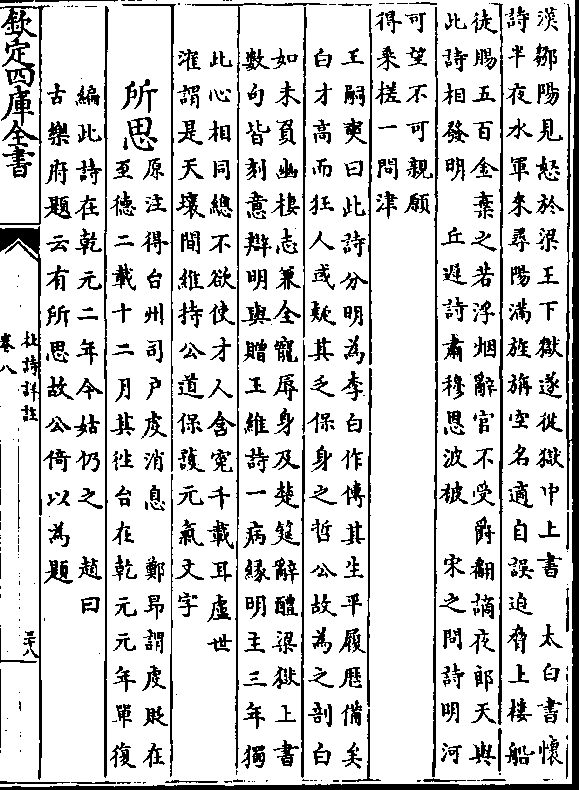 漢鄒陽見怒於梁王下獄遂從獄中上書　太白書懷
詩半夜水軍來尋陽滿旌旃空名適自誤迫脅上樓船
徒賜五百金棄之若浮烟辭官不受爵翻謫夜郎天與
此詩相發明　丘遲詩肅穆恩波被　宋之問詩明河
可望不可親願
得乘槎一問津
王嗣奭曰此詩分明為李白作傳其生平履歷備矣
白才高而狂人或疑其乏保身之哲公故為之剖白
如未負幽棲志兼全寵辱身及楚筵辭醴梁獄上書
數句皆刻意辯明與贈王維詩一病緣明主三年獨
此心相同總不欲使才人含寃千載耳盧世
㴶謂是天壤間維持公道保護元氣文字
所思
原注得台州司戶䖍消息　鄭昂謂䖍貶在
至德二載十二月其徃台在乾元元年單復
編此詩在乾元二年今姑仍之　趙曰
古樂府題云有所思故公倚以為題
欽定四庫全書
杜詩詳註
卷八
三十八